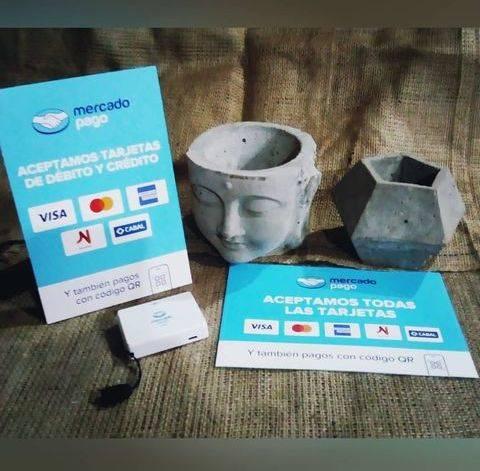 mercado
pago
ACEPTAMOS TARJETAS
DE DÉBITO Y CRÉDITO
VISA
CABAL
Y también pagos
con código QR
mercado
pago
ACEPTAMOS TODAS
LAS TARJETAS
VISA
CABAL
Y también pagos con código QR